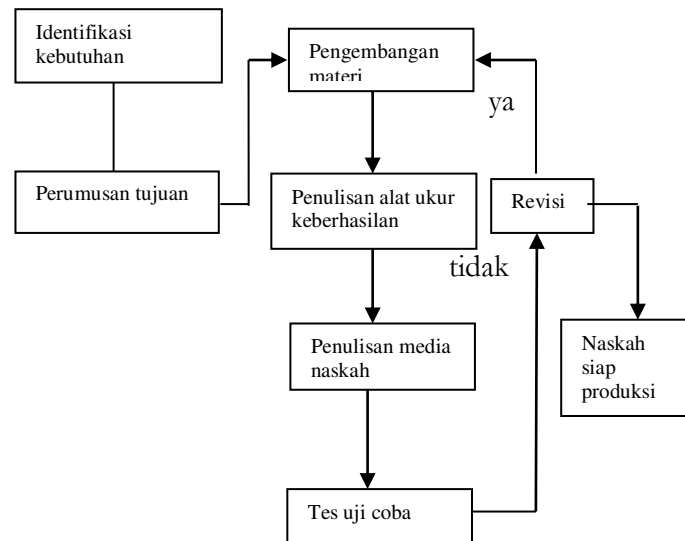 Identifikasi
kebutuhan
Perumusan tujuan
Pengembangan
materi
Penulisan alat ukur
keberhasilan
Penulisan media
naskah
Tes uji coba
ya
Revisi
tidak
Naskah
siap
produksi